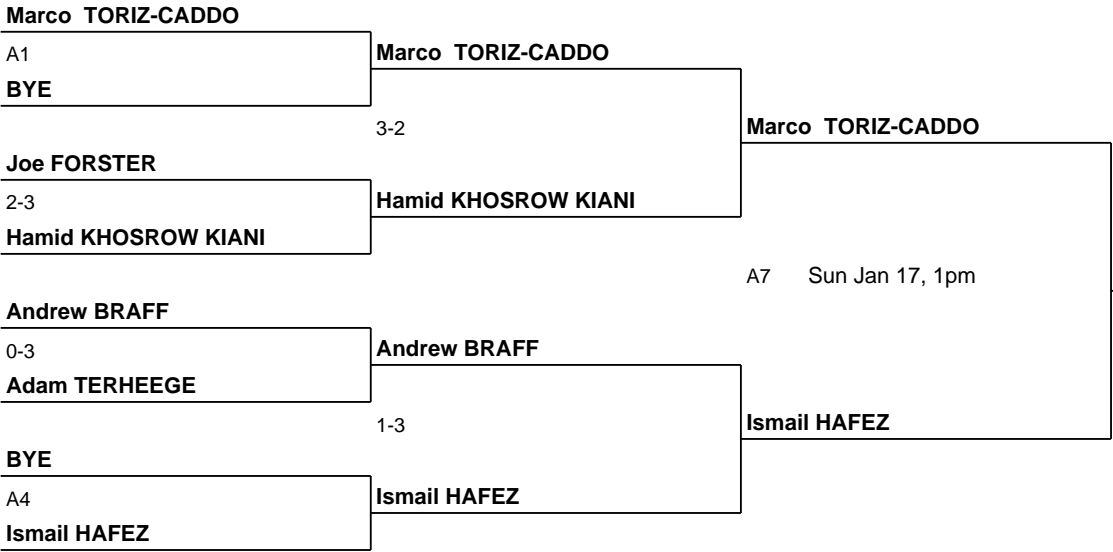 Marco  TORIZ-CADDO
A1
BYE
Marco  TORIZ-CADDO
3-2
Marco  TORIZ-CADDO
Joe FORSTER
2-3
Hamid KHOSROW KIANI
Hamid KHOSROW KIANI
A7 Sun Jan 17, 1pm
Andrew BRAFF
0-3
Adam TERHEEGE
Andrew BRAFF
1-3
Ismail HAFEZ
BYE
A4
Ismail HAFEZ
Ismail HAFEZ